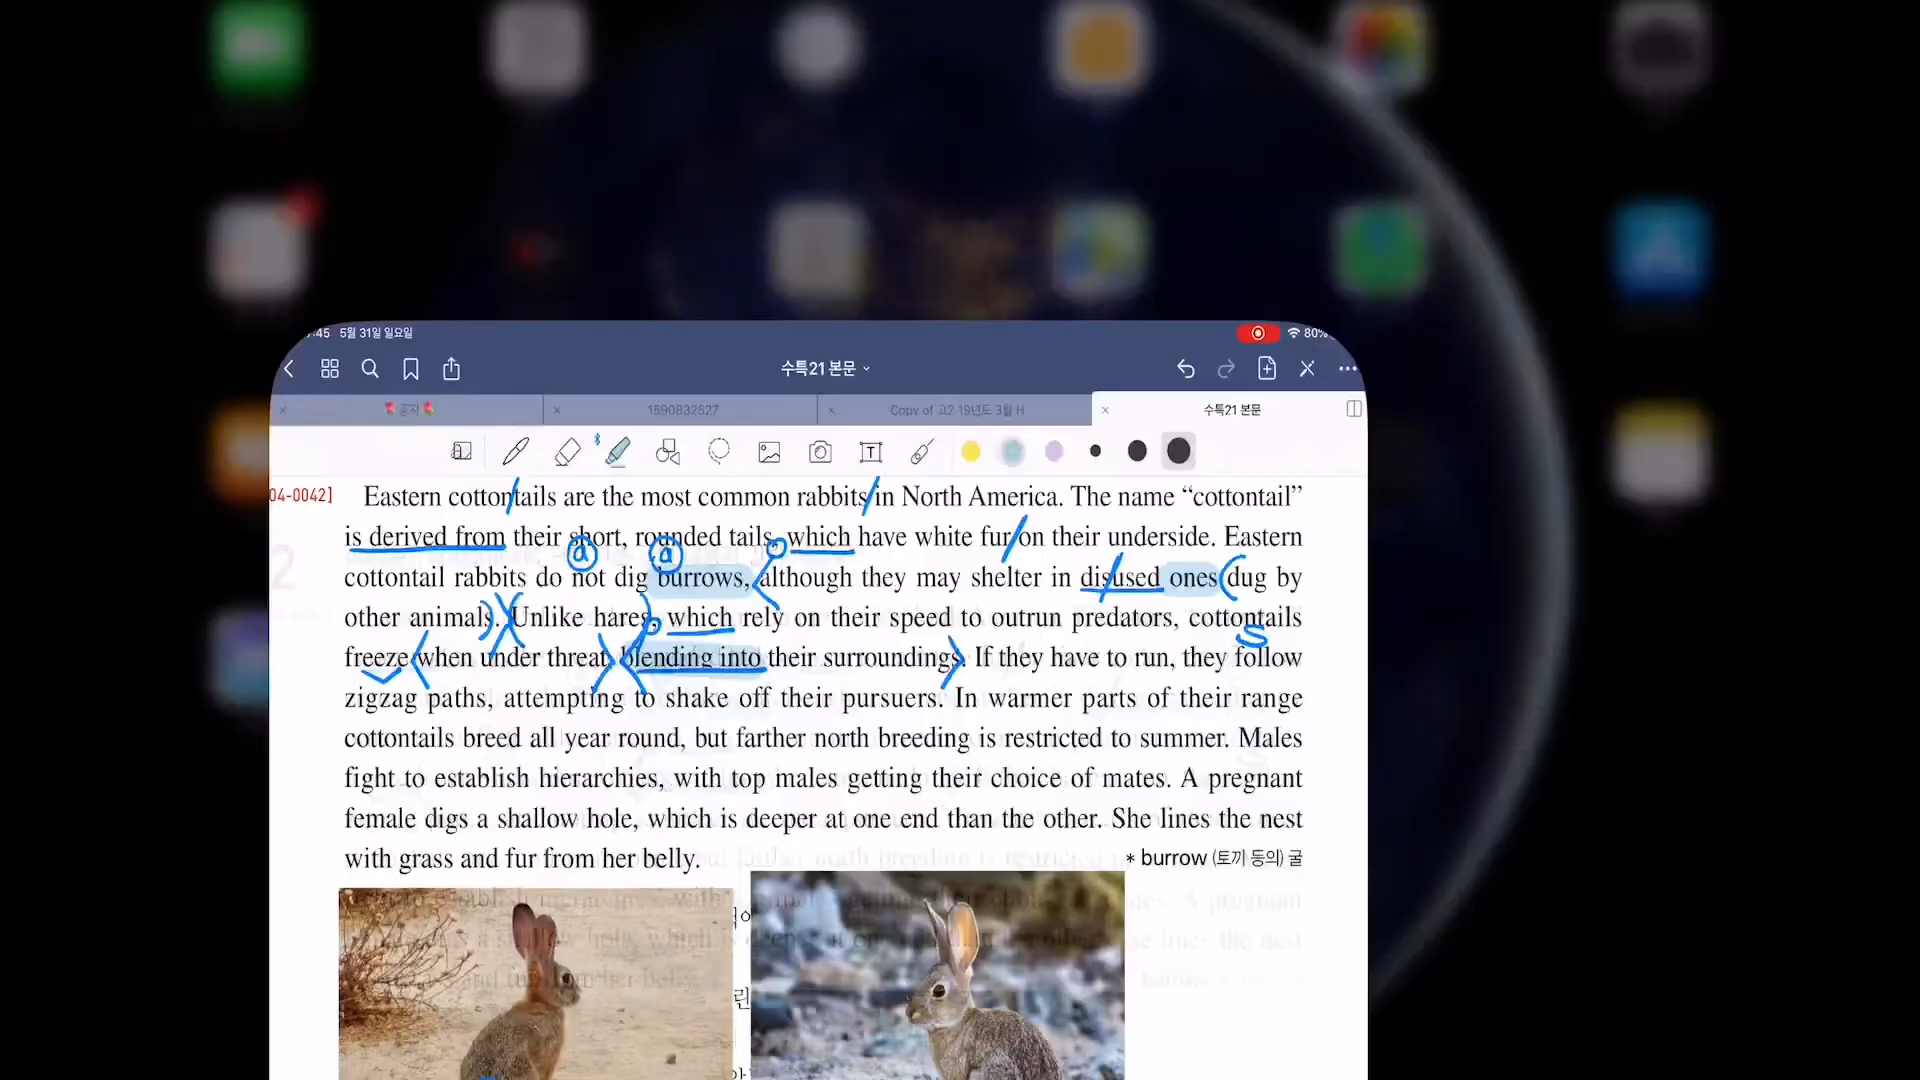 5월 31일 일요일
80%
수특21 본문
1590832527
Copy of 고2 19년도 3월 H
수특21 본문
04-0042]
Eastern cottontails are the most common rabbits in North America. The name “cottontail”
is derived from their short, rounded tails, which have white fur on their underside. Eastern
cottontail rabbits do not dig burrows, although they may shelter in disused ones dug by
other animals. Unlike hares, which rely on their speed to outrun predators, cottontails
freeze when under threat, blending into their surroundings. If they have to run, they follow
zigzag paths, attempting to shake off their pursuers. In warmer parts of their range
cottontails breed all year round, but farther north breeding is restricted to summer. Males
fight to establish hierarchies, with top males getting their choice of mates. A pregnant
female digs a shallow hole, which is deeper at one end than the other. She lines the nest
with grass and fur from her belly.
* burrow (토끼 등의) 굴